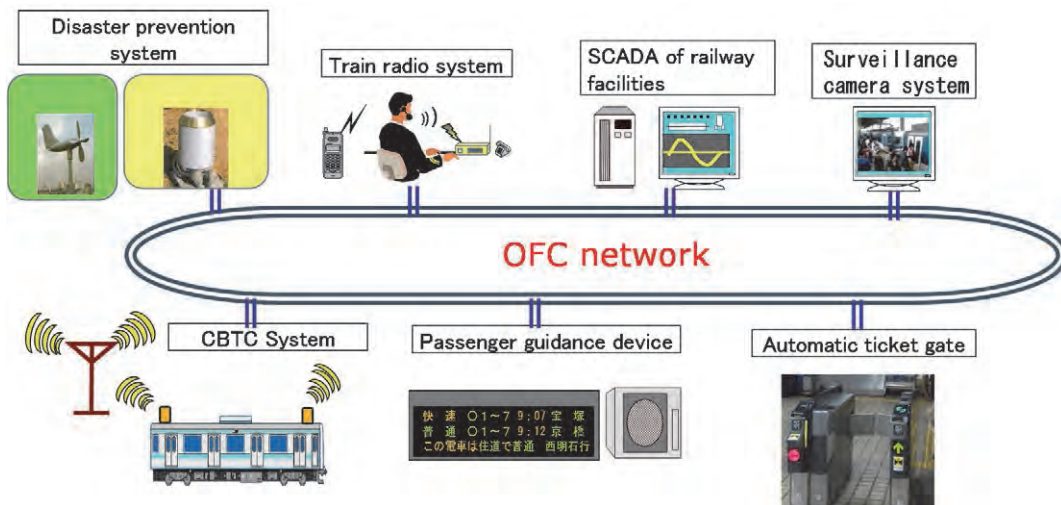 Disaster prevention
system
Train radio system
SCADA of railway
facilities
Surveillance
camera system
OFC network
CBTC System
Passenger guidance device
Automatic ticket gate
快 速 〇1～7 9:07 宝 塚
普 通 〇1～7 9:12 京 橋
この電車は住道で普通 西明石行